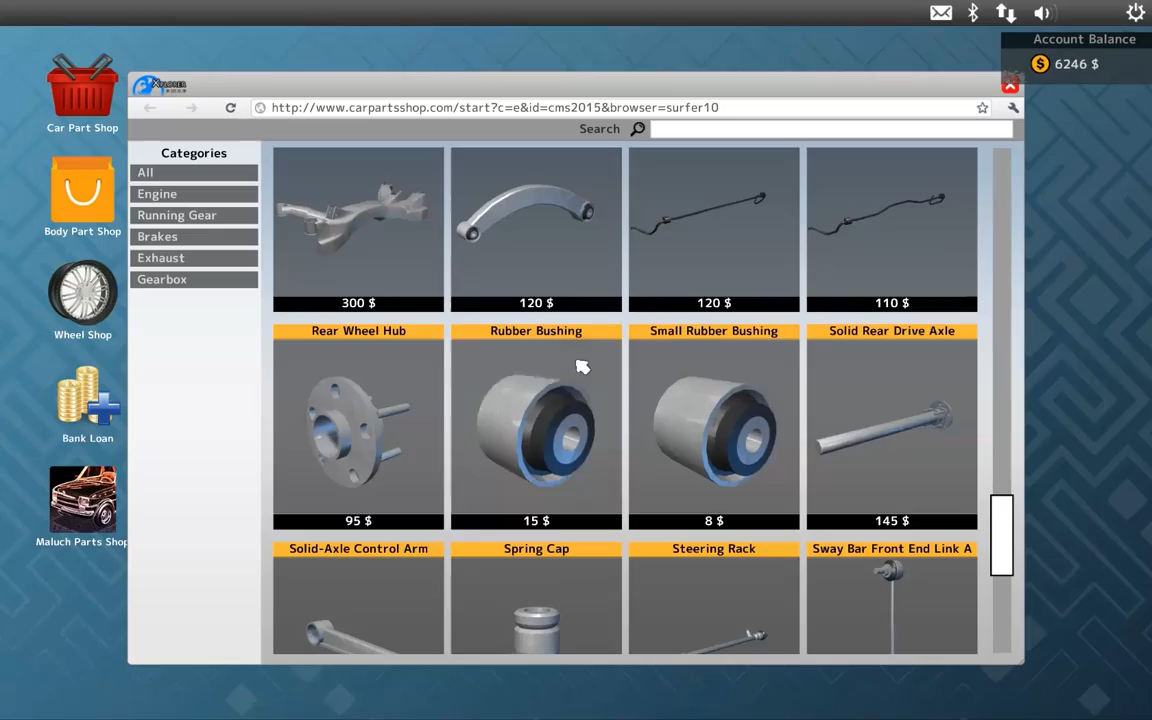 Account Balance
6246 $
XPLORER
http://www.carpartsshop.com/start?c=e&id=cms2015&browser=surfer10
Search
Car Part Shop
Body Part Shop
Wheel Shop
Bank Loan
Maluch Parts Shop
Categories
All
Engine
Running Gear
Brakes
Exhaust
Gearbox
300 $ 120 $ 120 $ 110 $
Rear Wheel Hub Rubber Bushing Small Rubber Bushing Solid Rear Drive Axle
95 $ 15 $ 8 $ 145 $
Solid-Axle Control Arm Spring Cap Steering Rack Sway Bar Front End Link A